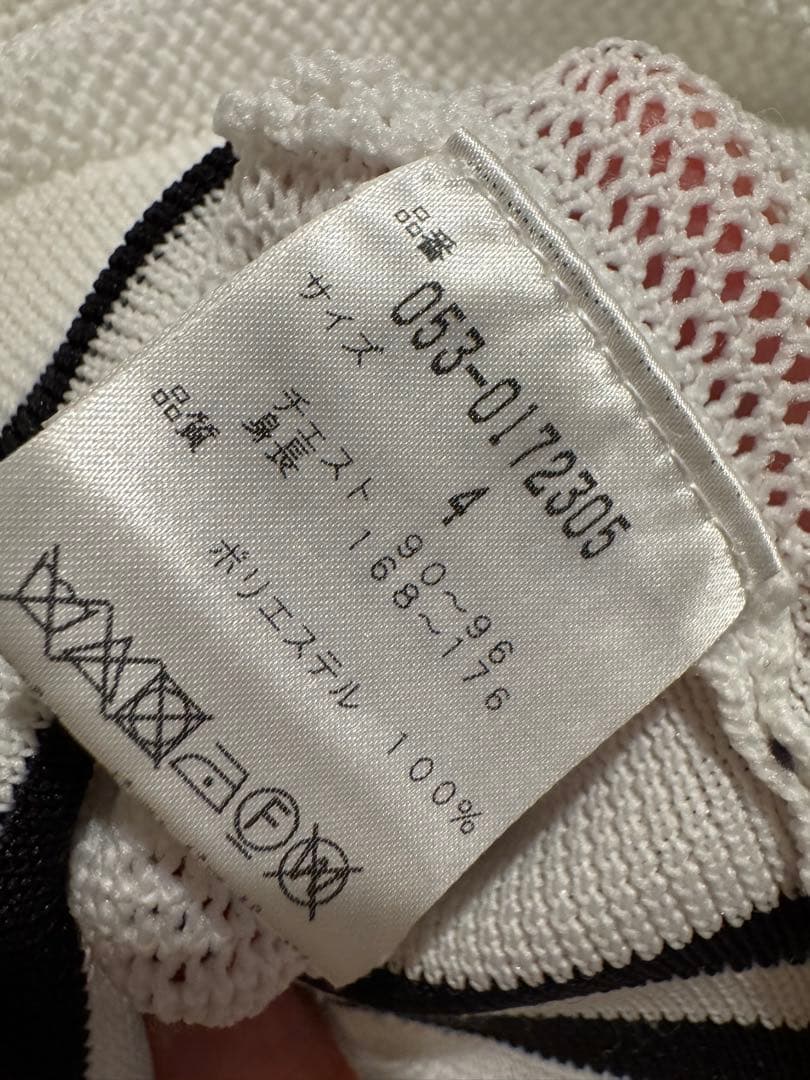 品番
053-0172305
サイズ 4
チェスト 90～96
身長 168～176
品質
ポリエステル 100%
F
W